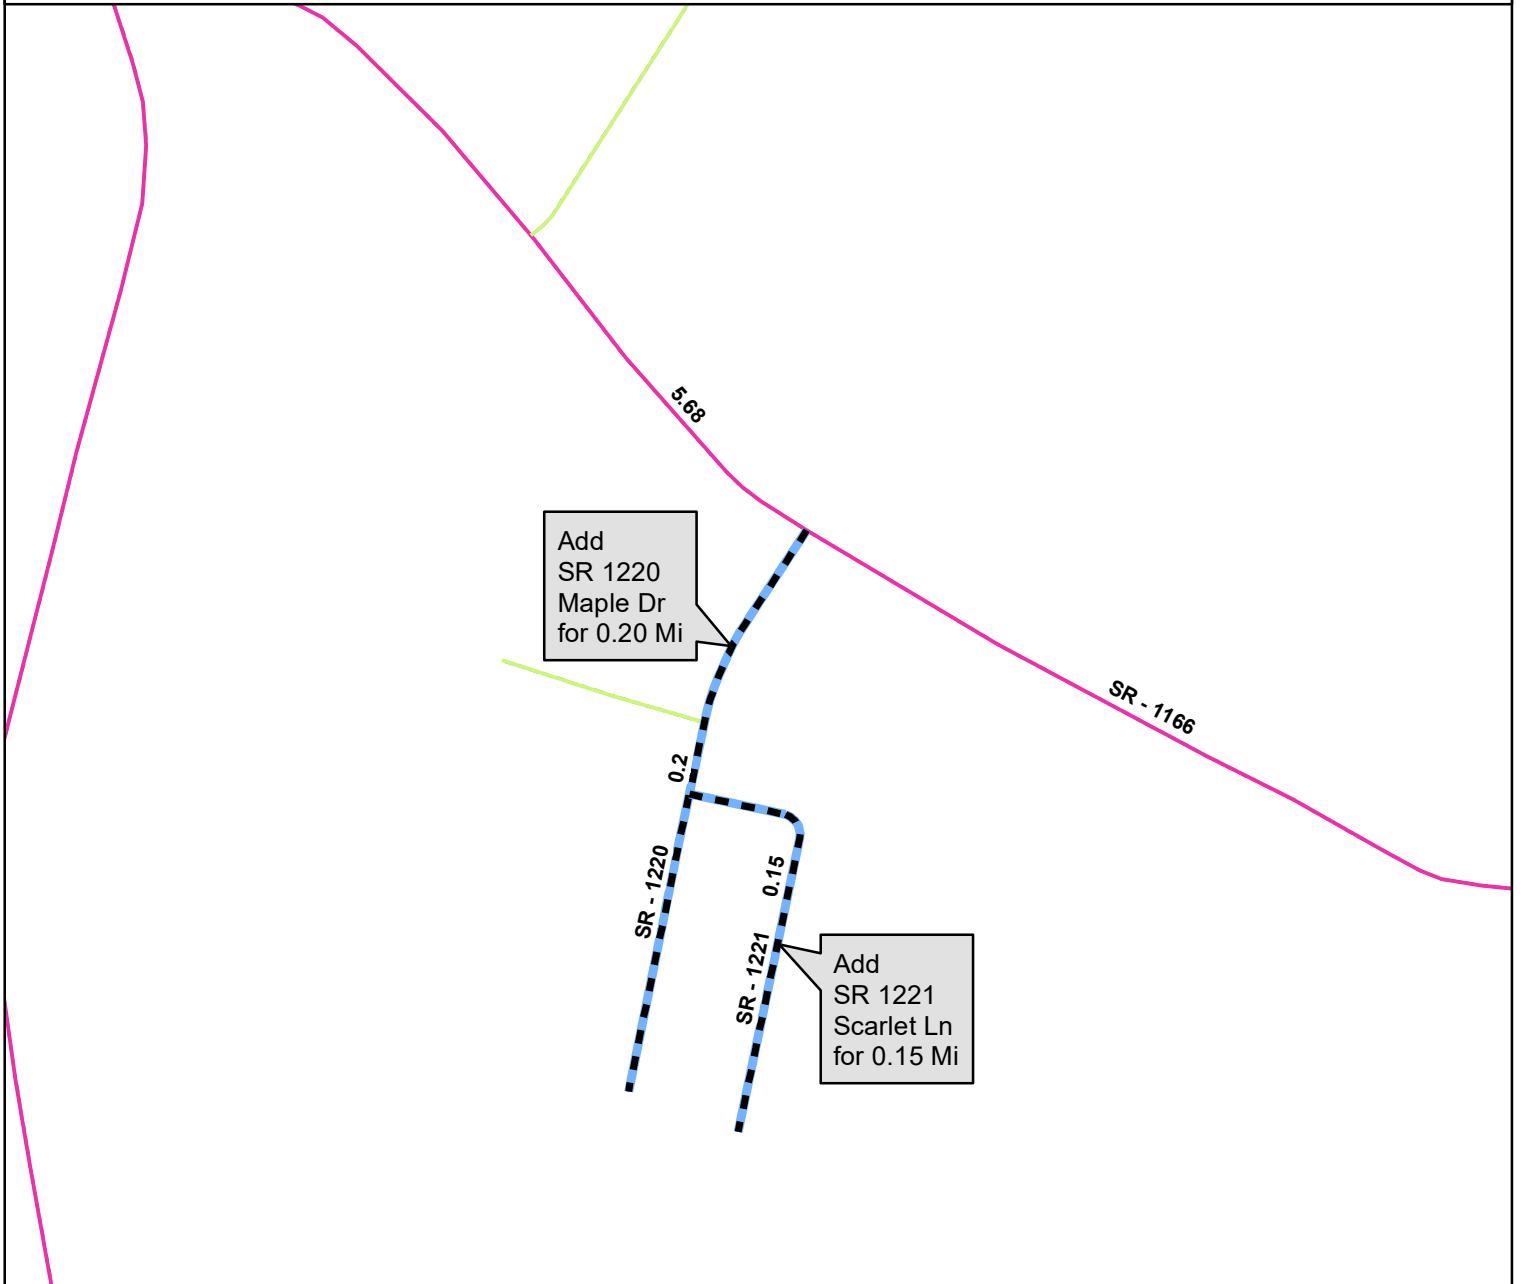 5.68
Add
SR 1220
Maple Dr
for 0.20 Mi
SR - 1166
0.2
SR - 1220
0.15
SR - 1221
Add
SR 1221
Scarlet Ln
for 0.15 Mi